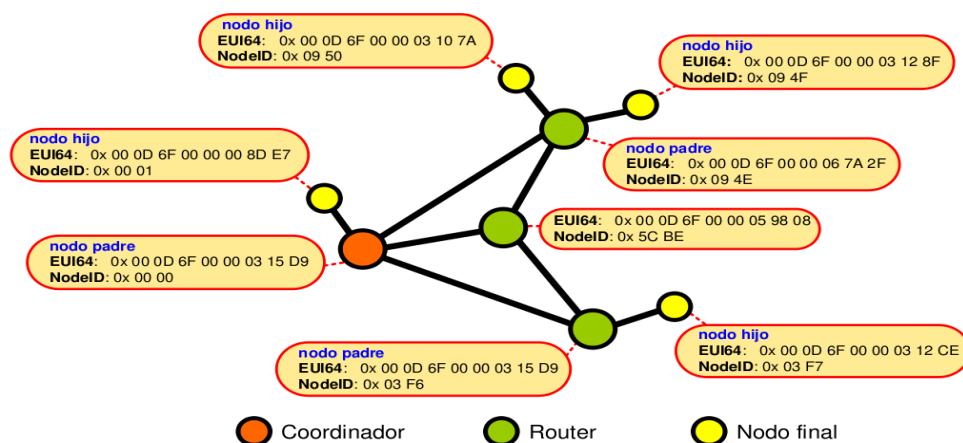 nodo hijo
EUI64: 0x 00 0D 6F 00 00 03 10 7A
NodeID: 0x 09 50
nodo hijo
EUI64: 0x 00 0D 6F 00 00 03 12 8F
NodeID: 0x 09 4F
nodo hijo
EUI64: 0x 00 0D 6F 00 00 00 8D E7
NodeID: 0x 00 01
nodo padre
EUI64: 0x 00 0D 6F 00 00 06 7A 2F
NodeID: 0x 09 4E
EUI64: 0x 00 0D 6F 00 00 05 98 08
NodeID: 0x 5C BE
nodo padre
EUI64: 0x 00 0D 6F 00 00 03 15 D9
NodeID: 0x 00 00
nodo hijo
EUI64: 0x 00 0D 6F 00 00 03 12 CE
NodeID: 0x 03 F7
nodo padre
EUI64: 0x 00 0D 6F 00 00 03 15 D9
NodeID: 0x 03 F6
Coordinador
Router
Nodo final